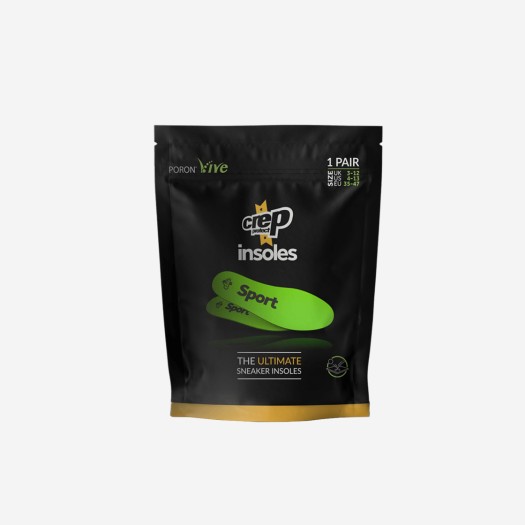 PORON Vive
1 PAIR
SIZE
UK 3-12
US 4-13
EU 35-47
crep
protect
insoles
Sport
Sport
THE ULTIMATE
SNEAKER INSOLES